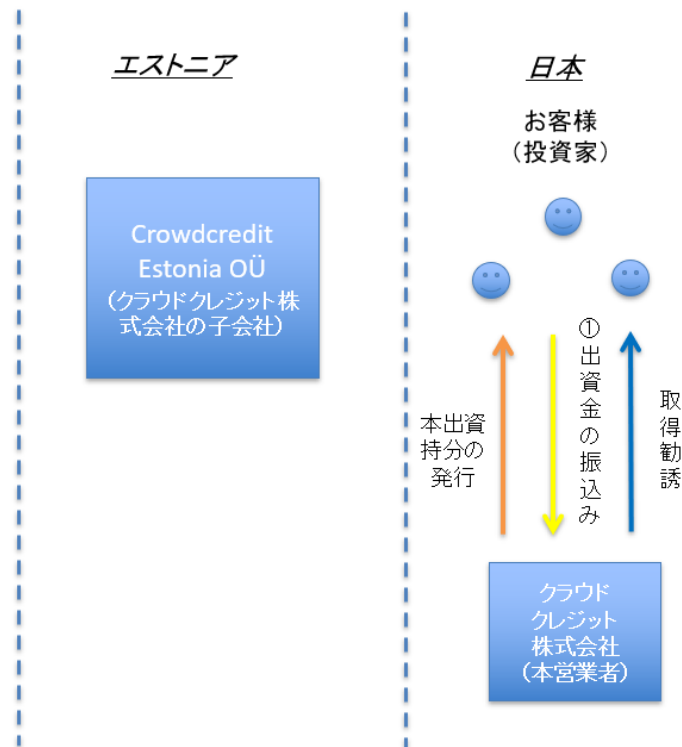 エストニア
Crowdcredit
Estonia OÜ
（クラウドクレジット株
式会社の子会社）
日本
お客様
（投資家）
本出資
持分の
発行
①出資金の振込み
取得勧誘
クラウド
クレジット
株式会社
（本営業者）